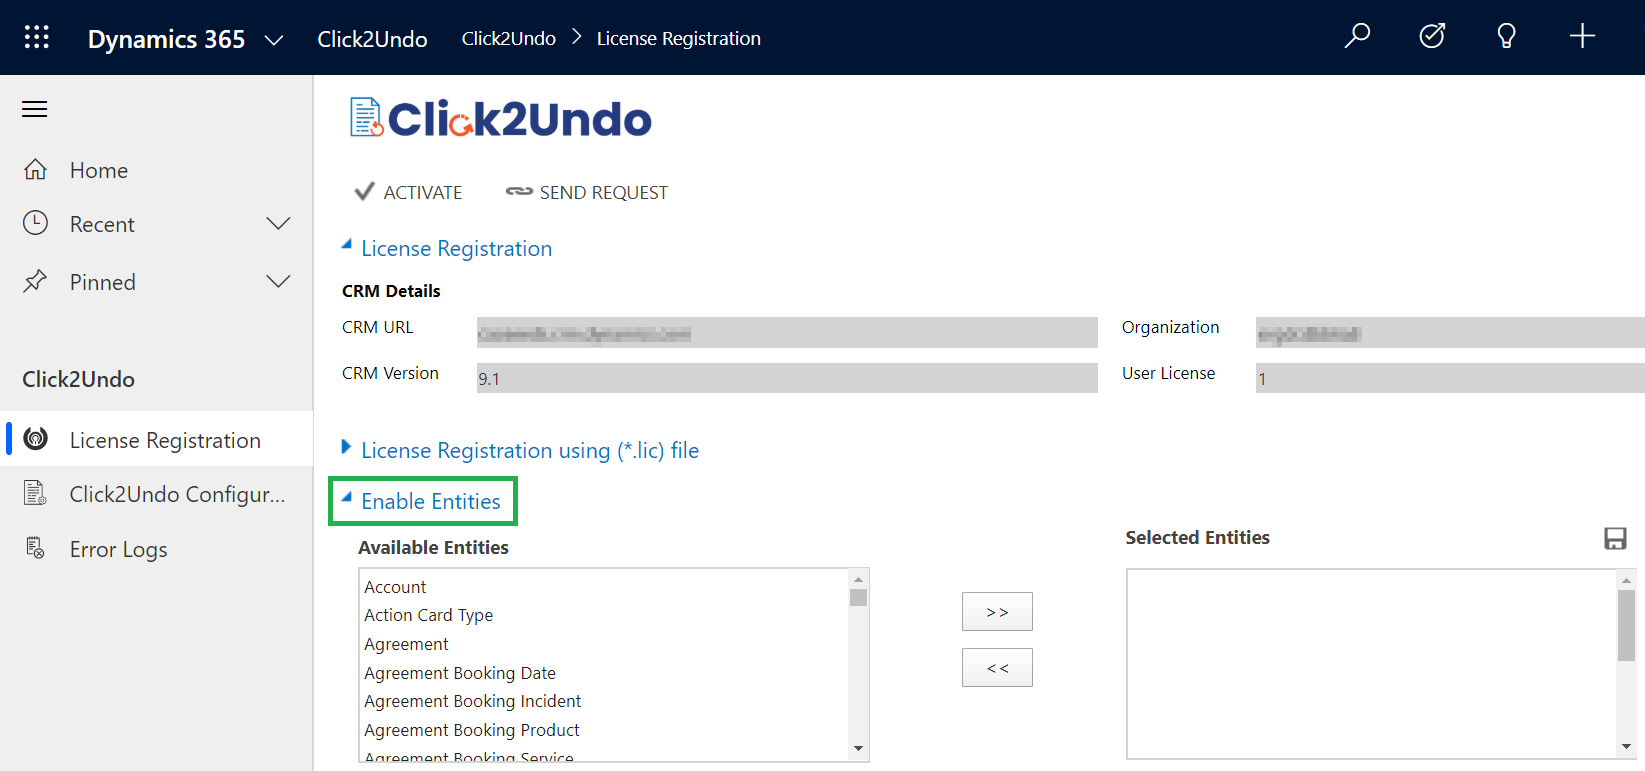 Dynamics 365 Click2Undo Click2Undo > License Registration
Home
Recent
Pinned
Click2Undo
License Registration
Click2Undo Configur...
Error Logs
Click2Undo
ACTIVATE SEND REQUEST
License Registration
CRM Details
CRM URL Organization
CRM Version 9.1 User License 1
License Registration using (*.lic) file
Enable Entities
Available Entities
Account
Action Card Type
Agreement
Agreement Booking Date
Agreement Booking Incident
Agreement Booking Product
Agreement Booking Service
>>
<<
Selected Entities